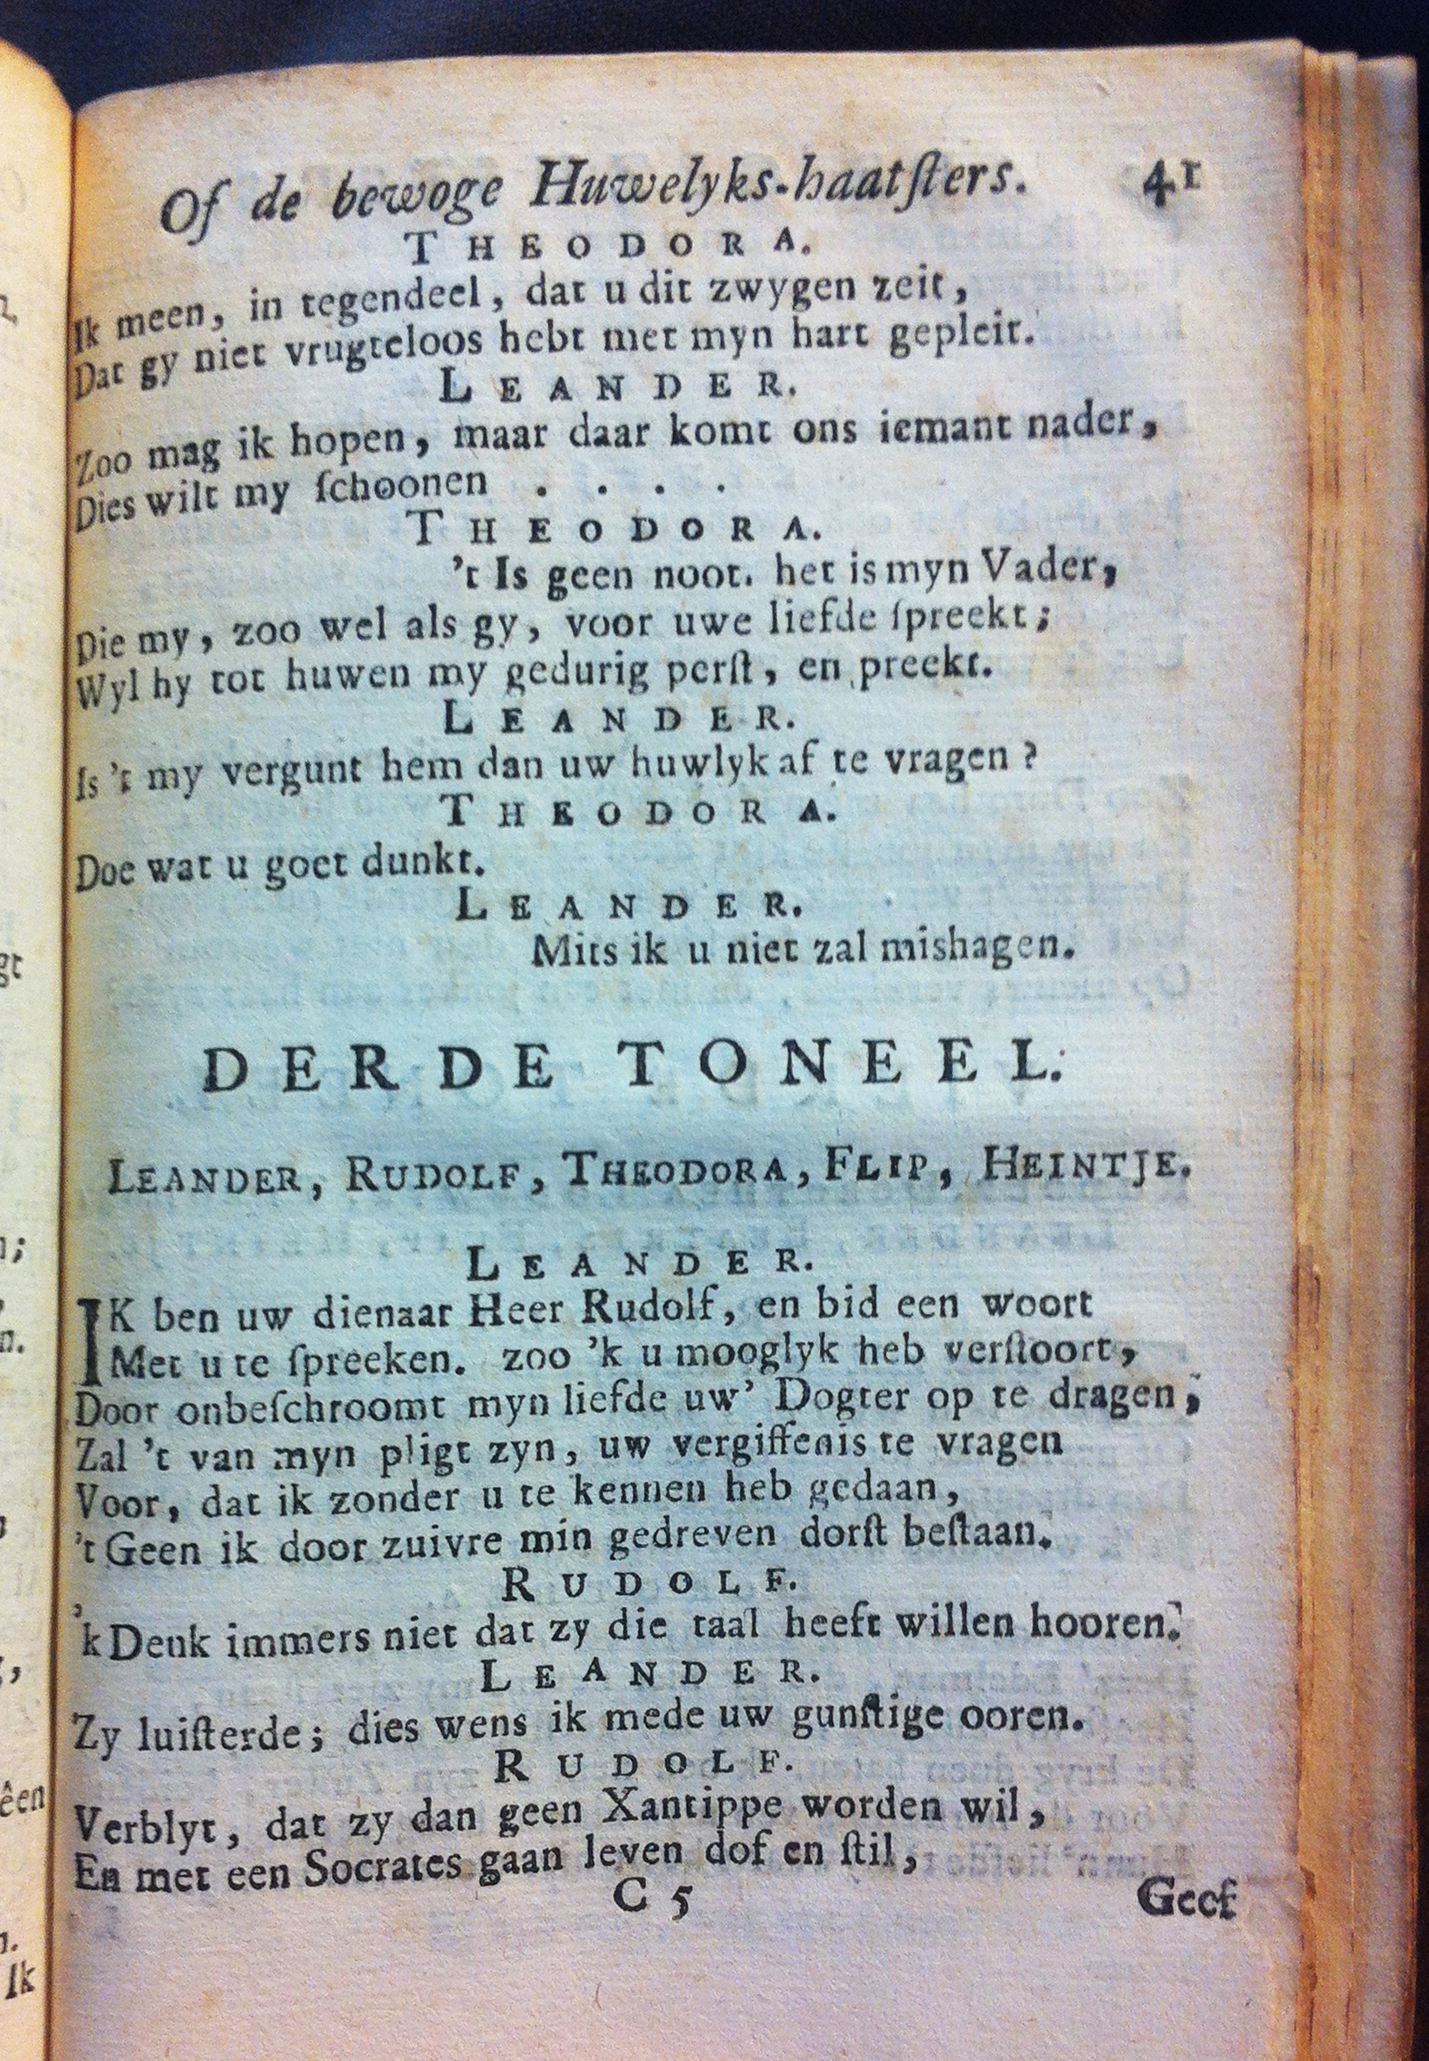 Of de bewoge Huwelyks-haatſters. 41
THEODORA.
Ik meen, in tegendeel, dat u dit zwygen zeit,
Dat gy niet vrugteloos hebt met myn hart gepleit.
LEANDER.
Zoo mag ik hopen, maar daar komt ons iemant nader,
Dies wilt my ſchoonen . . . .
THEODORA.
't Is geen noot. het is myn Vader,
Die my, zoo wel als gy, voor uwe liefde ſpreekt;
Wyl hy tot huwen my gedurig perſt, en preekt.
LEANDER.
Is 't my vergunt hem dan uw huwlyk af te vragen?
THEODORA.
Doe wat u goet dunkt.
LEANDER.
Mits ik u niet zal mishagen.
DERDE TONEEL.
LEANDER, RUDOLF, THEODORA, FLIP, HEINTJE.
LEANDER.
IK ben uw dienaar Heer Rudolf, en bid een woort
Met u te ſpreeken. zoo 'k u mooglyk heb verſtoort,
Door onbeſchroomt myn liefde uw' Dogter op te dragen;
Zal 't van myn pligt zyn, uw vergiffenis te vragen
Voor, dat ik zonder u te kennen heb gedaan,
't Geen ik door zuivre min gedreven dorſt beſtaan.
RUDOLF.
'k Denk immers niet dat zy die taal heeft willen hooren.
LEANDER.
Zy luiſterde; dies wens ik mede uw gunſtige ooren.
RUDOLF.
Verblyt, dat zy dan geen Xantippe worden wil,
En met een Socrates gaan leven dof en ſtil,
C 5 Geef
gt
n;
n.
êen
n.
Ik